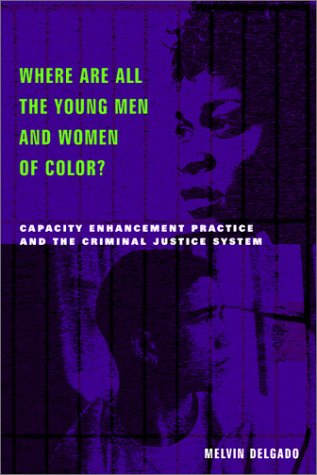 WHERE ARE ALL
THE YOUNG MEN
AND WOMEN
OF COLOR?
CAPACITY ENHANCEMENT PRACTICE
AND THE CRIMINAL JUSTICE SYSTEM
MELVIN DELGADO